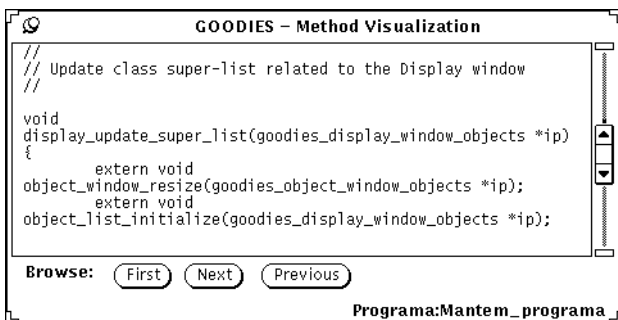 GOODIES – Method Visualization
//
// Update class super-list related to the Display window
//
void
display_update_super_list(goodies_display_window_objects *ip)
{
extern void
object_window_resize(goodies_object_window_objects *ip);
extern void
object_list_initialize(goodies_display_window_objects *ip);
Browse: First Next Previous
Programa:Mantem_programa